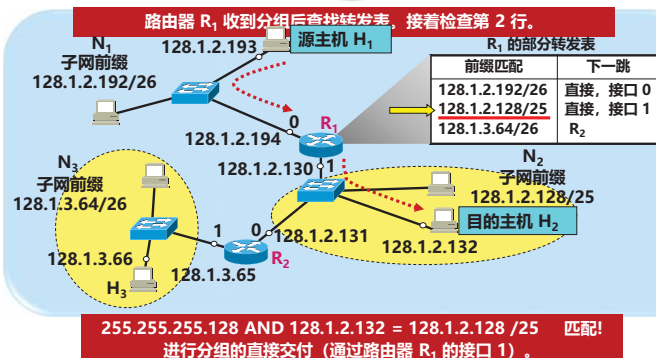 路由器 R1 收到分组后查找转发表。接着检查第 2 行。
N1
子网前缀
128.1.2.192/26
128.1.2.193
源主机 H1
R1 的部分转发表
前缀匹配 下一跳
128.1.2.192/26 直接，接口 0
128.1.2.128/25 直接，接口 1
128.1.3.64/26 R2
0
R1
128.1.2.194
128.1.2.130
1
N2
子网前缀
128.1.2.128/25
目的主机 H2
128.1.2.132
N3
子网前缀
128.1.3.64/26
128.1.3.66
H3
1
128.1.3.65
0
128.1.2.131
R2
255.255.255.128 AND 128.1.2.132 = 128.1.2.128 /25 匹配!
进行分组的直接交付（通过路由器 R1 的接口 1）。